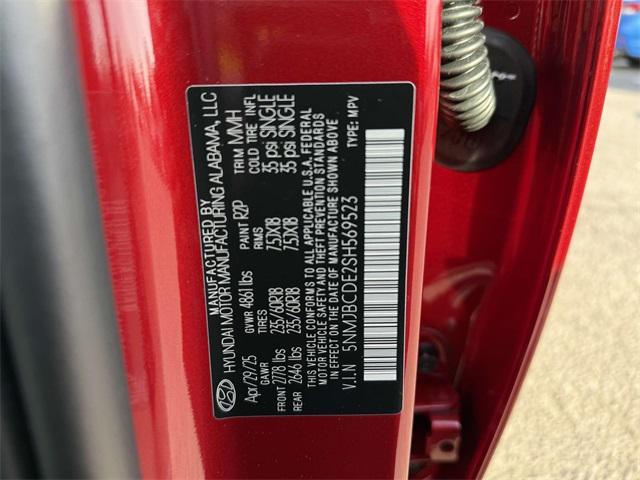 MANUFACTURED BY
HYUNDAI MOTOR MANUFACTURING ALABAMA, LLC
Apr/29/25 GVWR 4861 lbs PAINT R2P TRIM MMH
GAWR TIRES RIMS COLD TIRE INFL
FRONT 2778 lbs 235/60R18 7.5JX18 35 psi SINGLE
REAR 2646 lbs 235/60R18 7.5JX18 35 psi SINGLE
THIS VEHICLE CONFORMS TO ALL APPLICABLE U.S.A. FEDERAL
MOTOR VEHICLE SAFETY AND THEFT PREVENTION STANDARDS
IN EFFECT ON THE DATE OF MANUFACTURE SHOWN ABOVE
V.I.N 5NMJBCDE2SH569523 TYPE: MPV